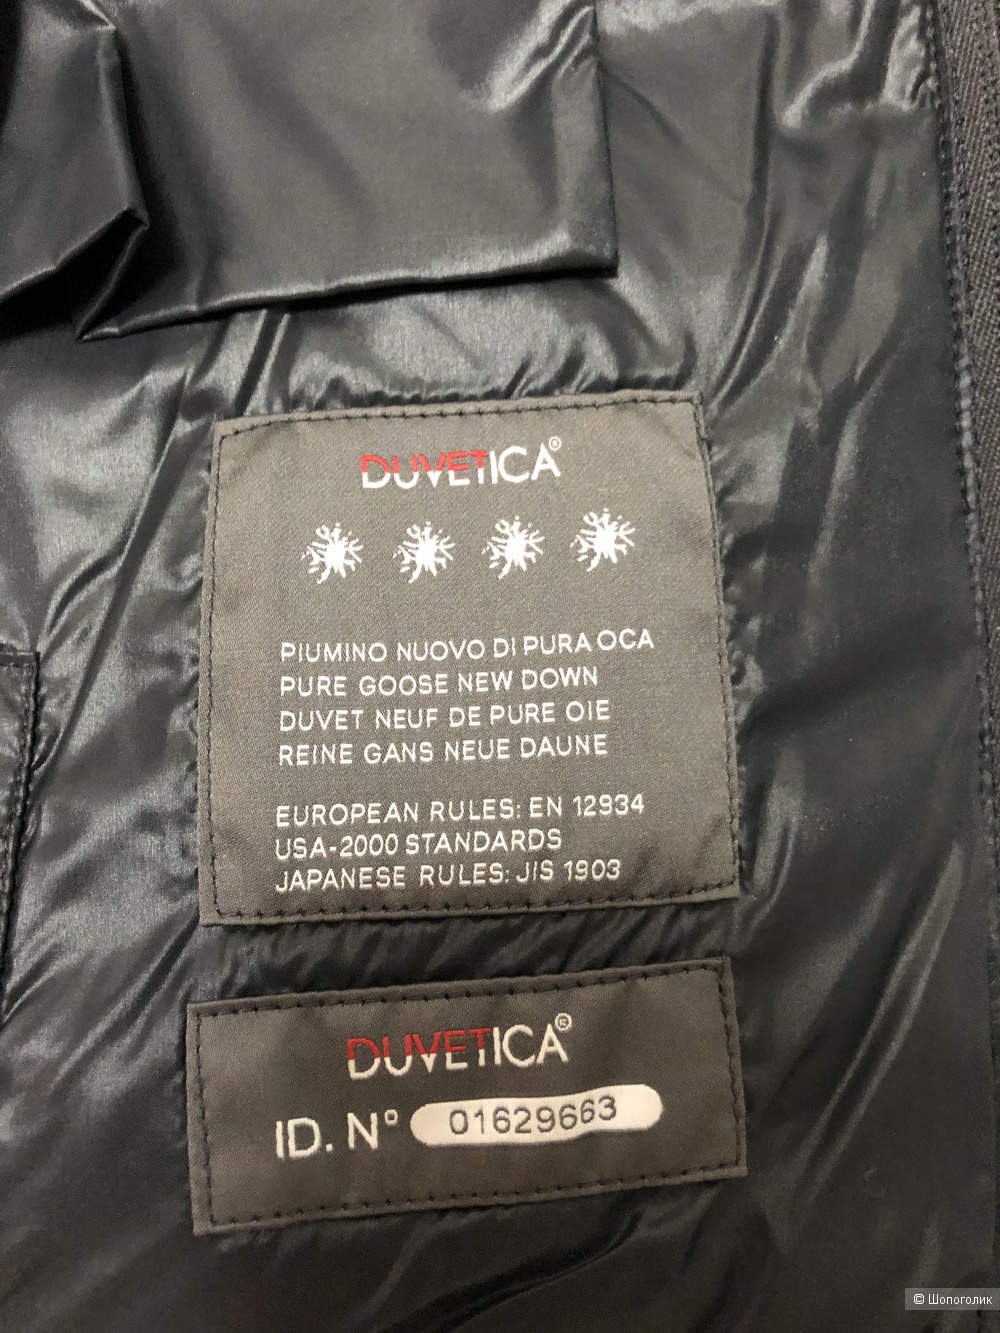 DUVETICA®
PIUMINO NUOVO DI PURA OCA
PURE GOOSE NEW DOWN
DUVET NEUF DE PURE OIE
REINE GANS NEUE DAUNE
EUROPEAN RULES: EN 12934
USA-2000 STANDARDS
JAPANESE RULES: JIS 1903
DUVETICA®
ID. N° 01629663
© Шопоголик